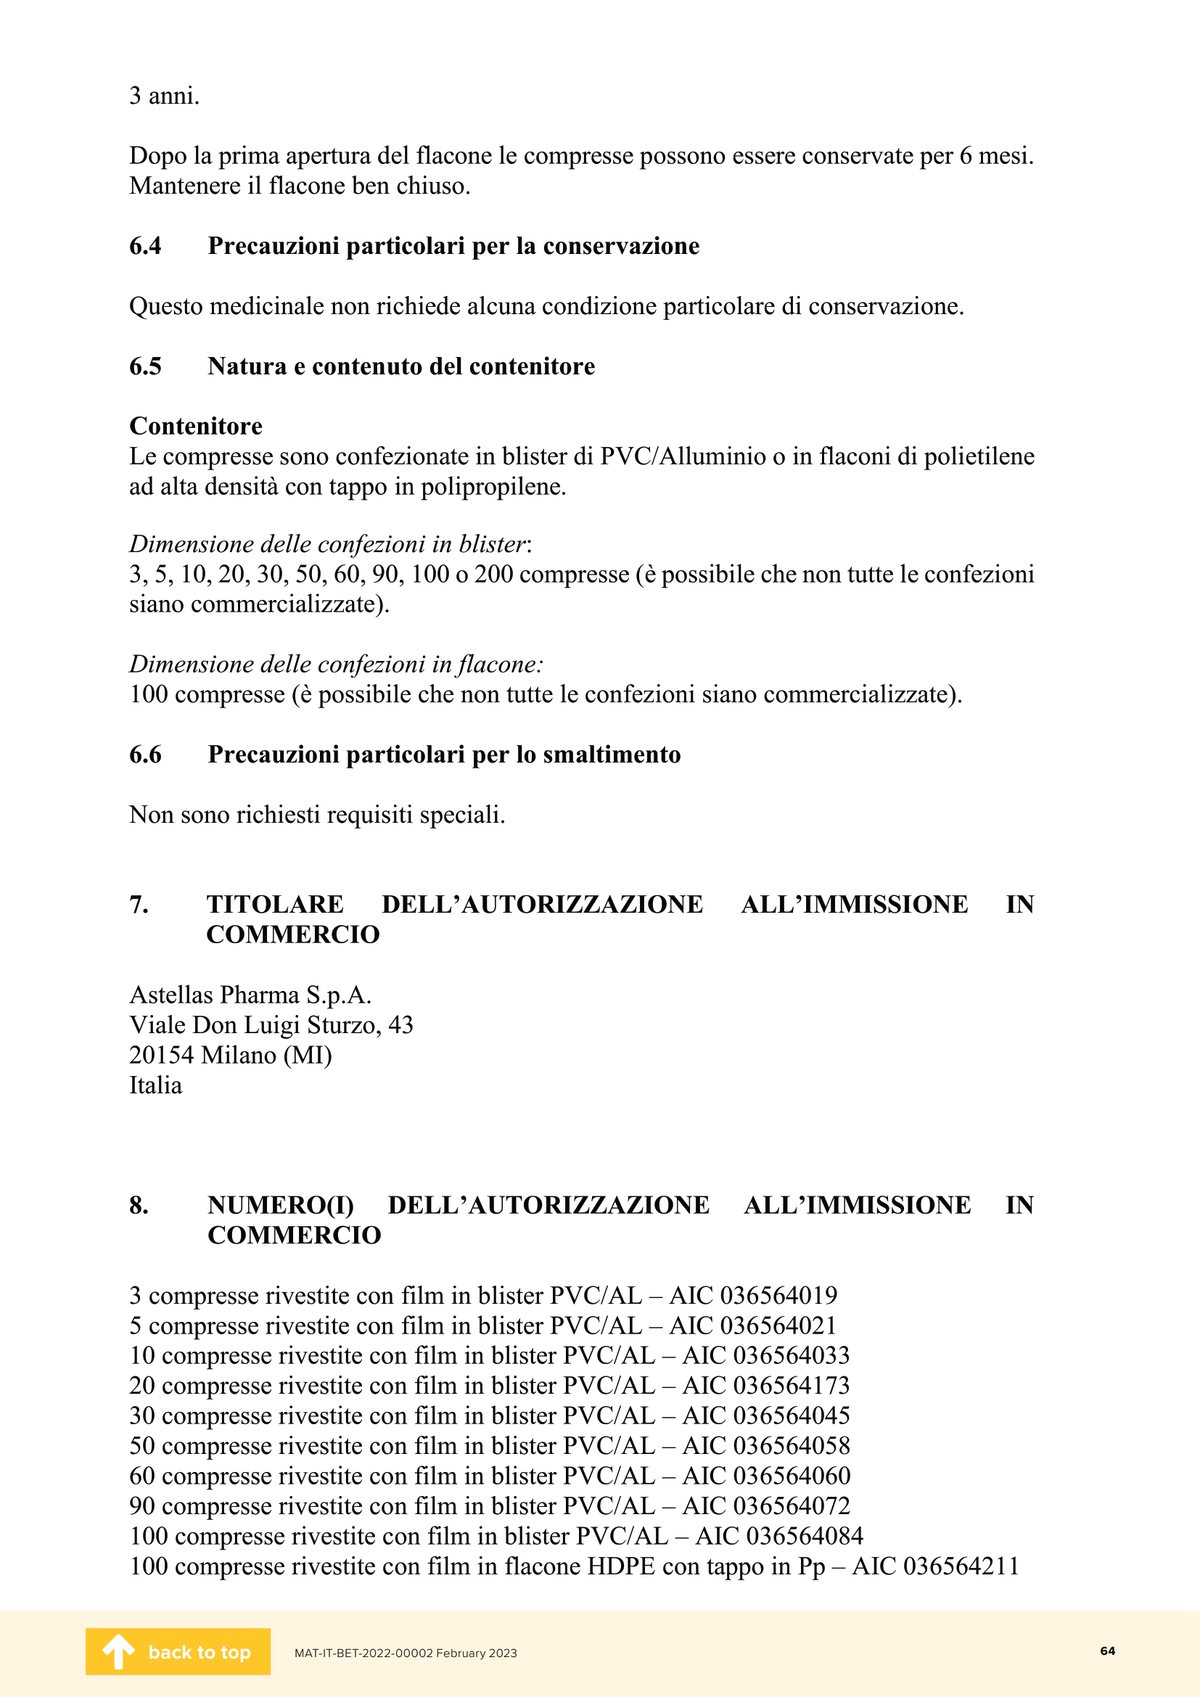 3 anni.
Dopo la prima apertura del flacone le compresse possono essere conservate per 6 mesi.
Mantenere il flacone ben chiuso.
6.4 Precauzioni particolari per la conservazione
Questo medicinale non richiede alcuna condizione particolare di conservazione.
6.5 Natura e contenuto del contenitore
Contenitore
Le compresse sono confezionate in blister di PVC/Alluminio o in flaconi di polietilene
ad alta densità con tappo in polipropilene.
Dimensione delle confezioni in blister:
3, 5, 10, 20, 30, 50, 60, 90, 100 o 200 compresse (è possibile che non tutte le confezioni
siano commercializzate).
Dimensione delle confezioni in flacone:
100 compresse (è possibile che non tutte le confezioni siano commercializzate).
6.6 Precauzioni particolari per lo smaltimento
Non sono richiesti requisiti speciali.
7. TITOLARE DELL’AUTORIZZAZIONE ALL’IMMISSIONE IN
COMMERCIO
Astellas Pharma S.p.A.
Viale Don Luigi Sturzo, 43
20154 Milano (MI)
Italia
8. NUMERO(I) DELL’AUTORIZZAZIONE ALL’IMMISSIONE IN
COMMERCIO
3 compresse rivestite con film in blister PVC/AL – AIC 036564019
5 compresse rivestite con film in blister PVC/AL – AIC 036564021
10 compresse rivestite con film in blister PVC/AL – AIC 036564033
20 compresse rivestite con film in blister PVC/AL – AIC 036564173
30 compresse rivestite con film in blister PVC/AL – AIC 036564045
50 compresse rivestite con film in blister PVC/AL – AIC 036564058
60 compresse rivestite con film in blister PVC/AL – AIC 036564060
90 compresse rivestite con film in blister PVC/AL – AIC 036564072
100 compresse rivestite con film in blister PVC/AL – AIC 036564084
100 compresse rivestite con film in flacone HDPE con tappo in Pp – AIC 036564211
back to top
MAT-IT-BET-2022-00002 February 2023
64